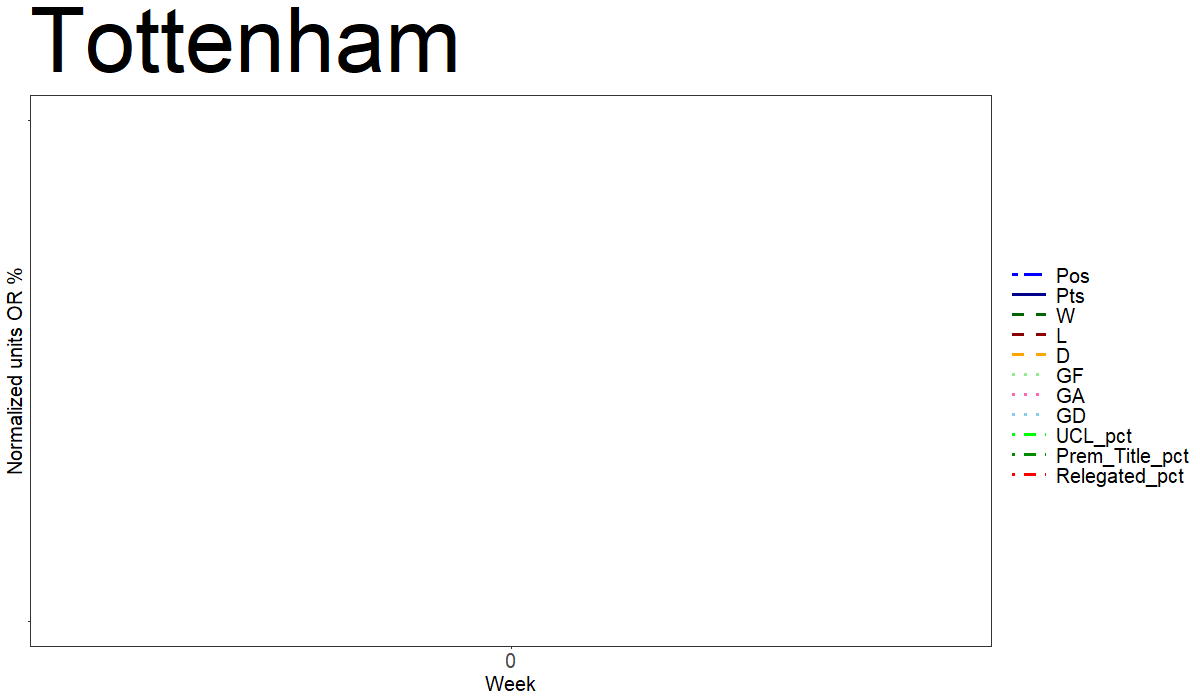 Tottenham
Normalized units OR %
0
Week
Pos
Pts
W
L
D
GF
GA
GD
UCL_pct
Prem_Title_pct
Relegated_pct